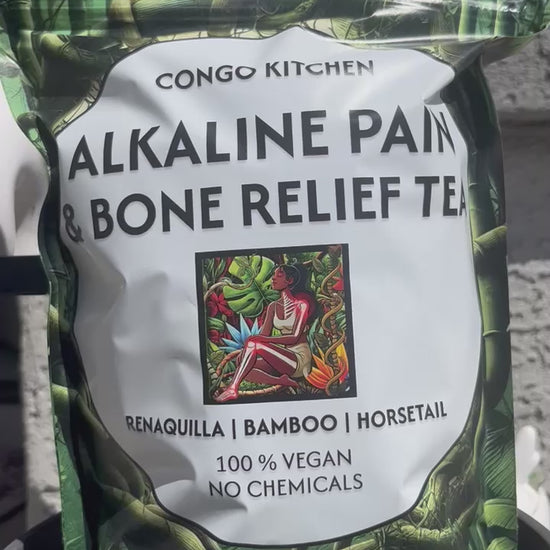 CONGO KITCHEN
ALKALINE PAIN
& BONE RELIEF TEA
RENAQUILLA | BAMBOO | HORSETAIL
100 % VEGAN
NO CHEMICALS